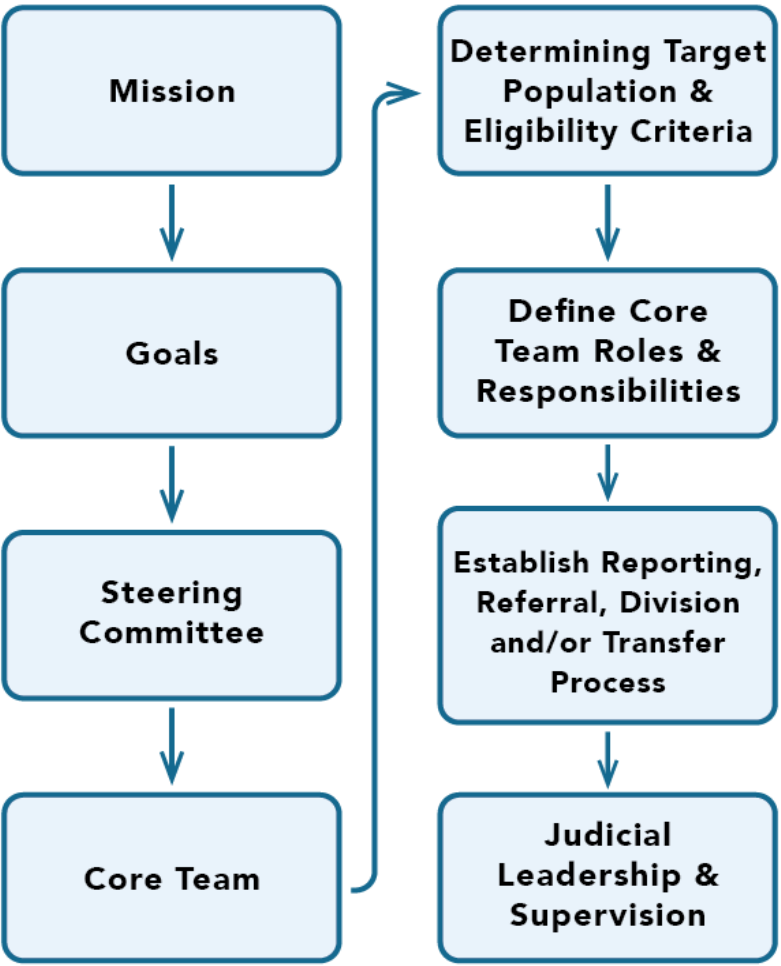 Mission
Goals
Steering
Committee
Core Team
Determining Target
Population &
Eligibility Criteria
Define Core
Team Roles &
Responsibilities
Establish Reporting,
Referral, Division
and/or Transfer
Process
Judicial
Leadership &
Supervision